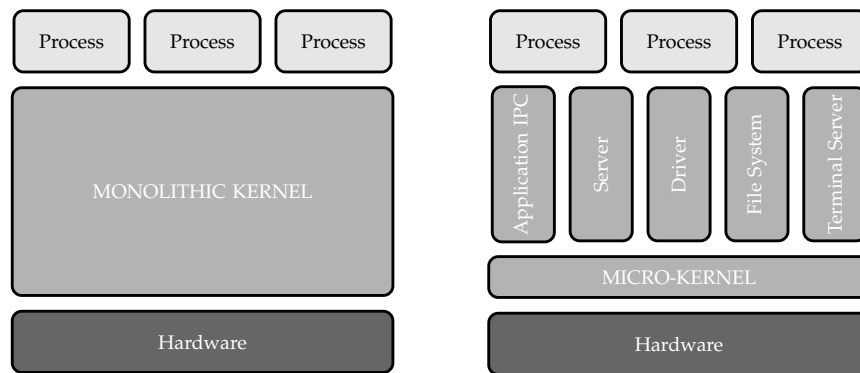 Process
Process
Process
MONOLITHIC KERNEL
Hardware
Process
Process
Process
Application IPC
Server
Driver
File System
Terminal Server
MICRO-KERNEL
Hardware